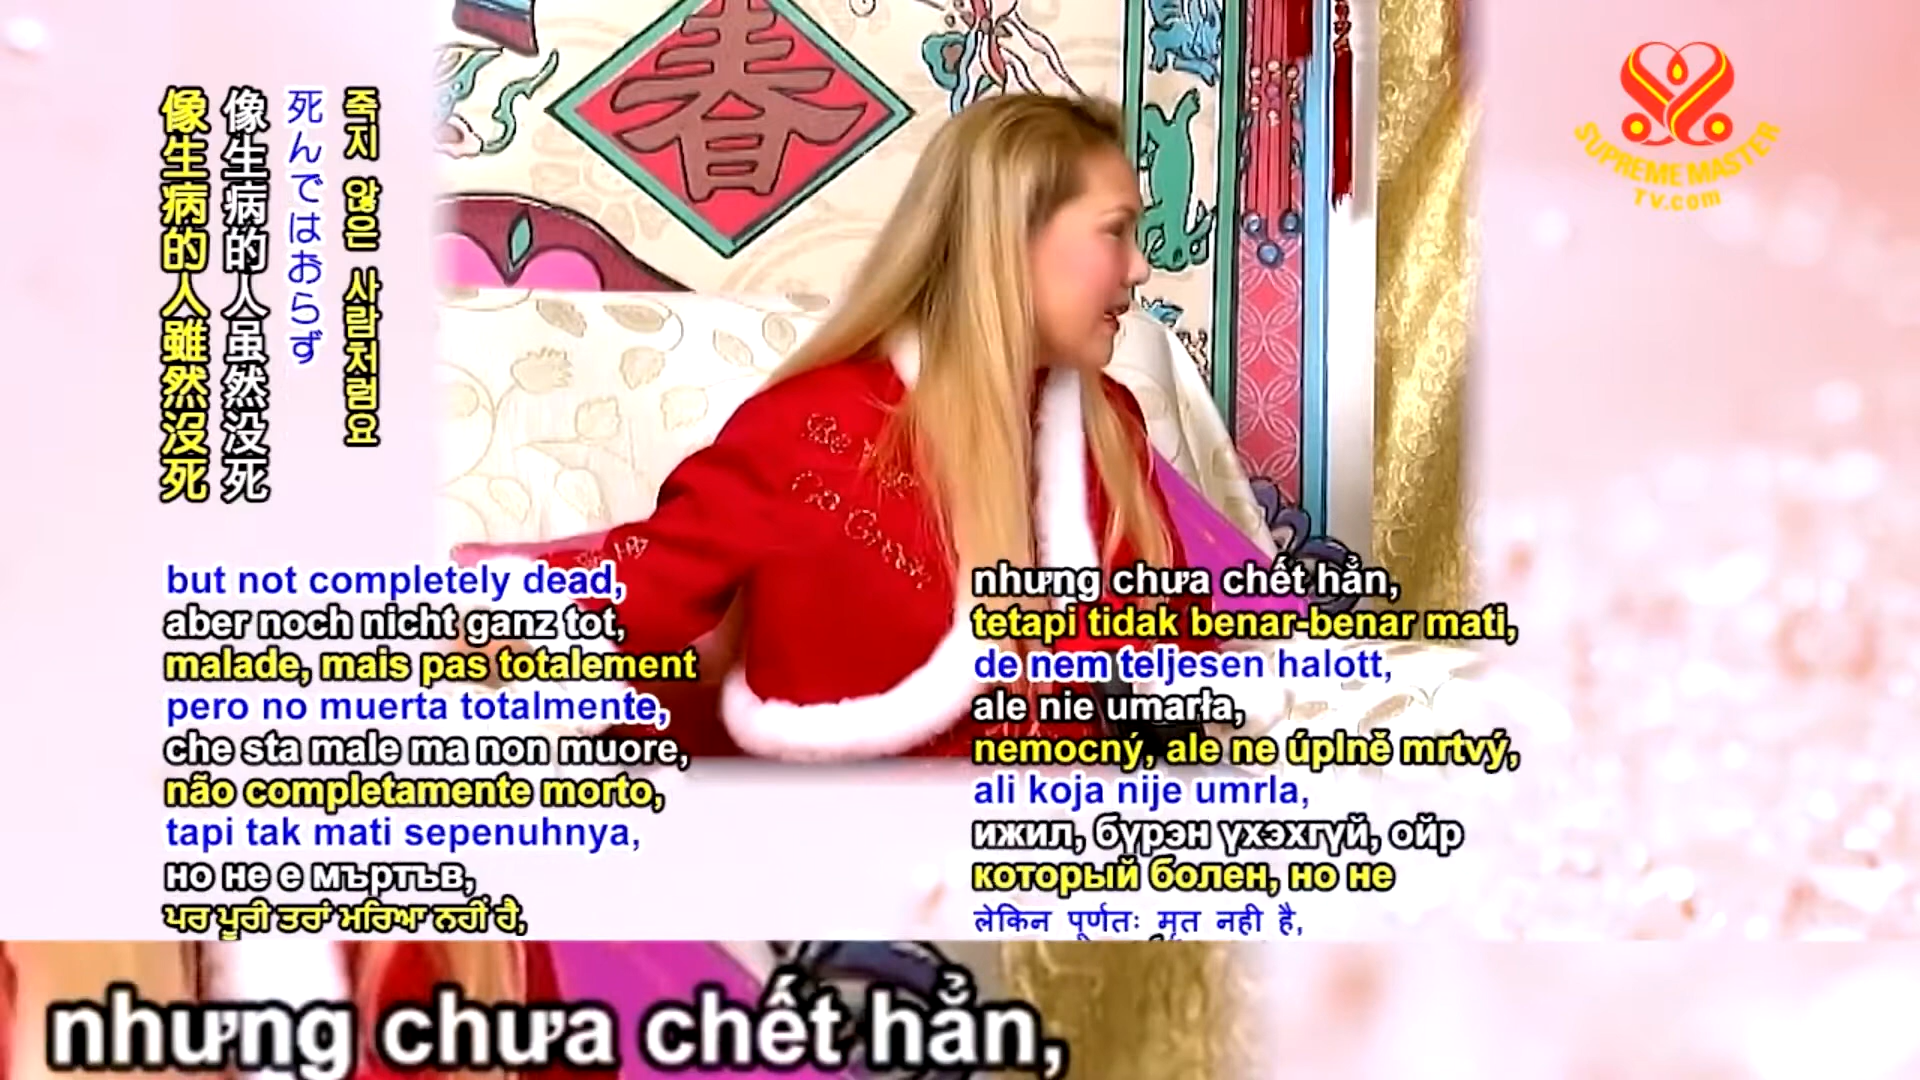 春
SUPREME MASTER
TV.com
像生病的人雖然沒死
像生病的人虽然没死
死んではおらず
죽지 않은 사람처럼요
Be
Go Green
but not completely dead,
aber noch nicht ganz tot,
malade, mais pas totalement
pero no muerta totalmente,
che sta male ma non muore,
não completamente morto,
tapi tak mati sepenuhnya,
но не е мъртъв,
ਪਰ ਪੂਰੀ ਤਰਾਂ ਮਰਿਆ ਨਹੀਂ ਹੈ,
nhưng chưa chết hẳn,
tetapi tidak benar-benar mati,
de nem teljesen halott,
ale nie umarła,
nemocný, ale ne úplně mrtvý,
ali koja nije umrla,
ижил, бүрэн үхэхгүй, ойр
который болен, но не
लेकिन पूर्णतः मृत नही है,
nhưng chưa chết hẳn,